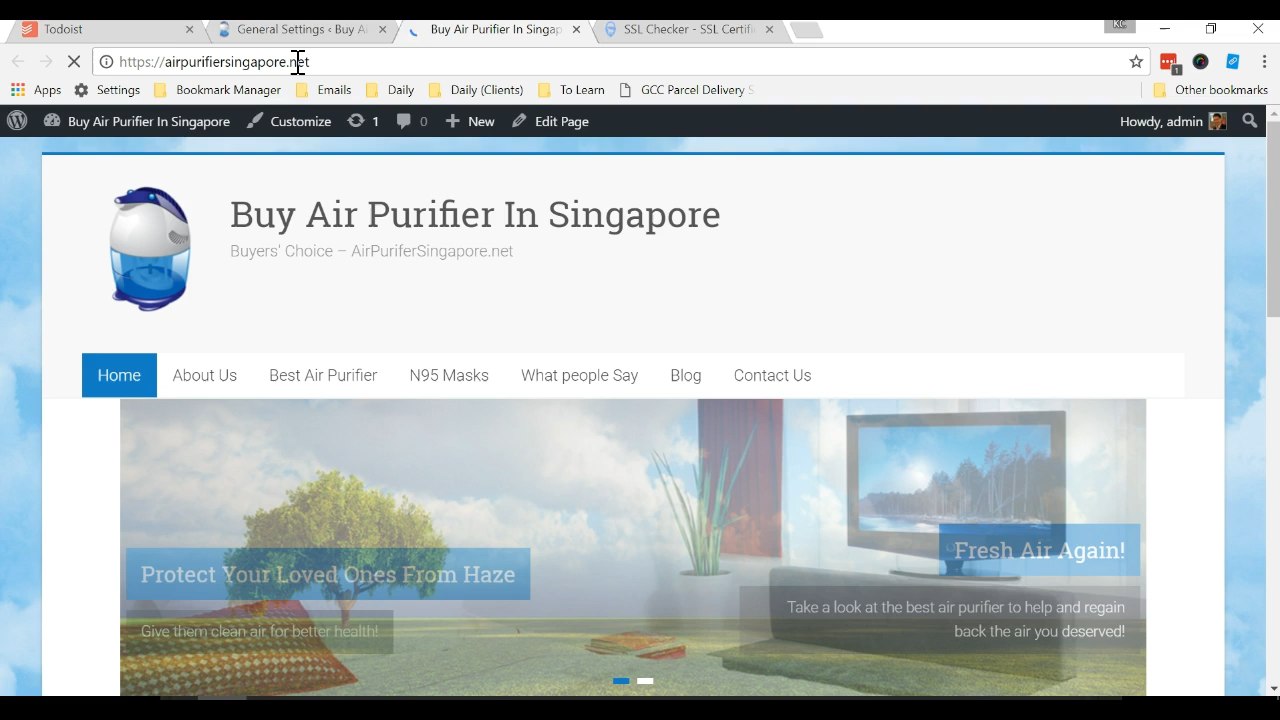 Todoist
General Settings ‹ Buy Ai
Buy Air Purifier In Singap
SSL Checker - SSL Certifi
KC
https://airpurifiersingapore.net
1
Apps
Settings
Bookmark Manager
Emails
Daily
Daily (Clients)
To Learn
GCC Parcel Delivery S
Other bookmarks
Buy Air Purifier In Singapore
Customize
1
0
New
Edit Page
Howdy, admin
Buy Air Purifier In Singapore
Buyers' Choice – AirPuriferSingapore.net
Home
About Us
Best Air Purifier
N95 Masks
What people Say
Blog
Contact Us
Protect Your Loved Ones From Haze
Give them clean air for better health!
Fresh Air Again!
Take a look at the best air purifier to help and regain
back the air you deserved!